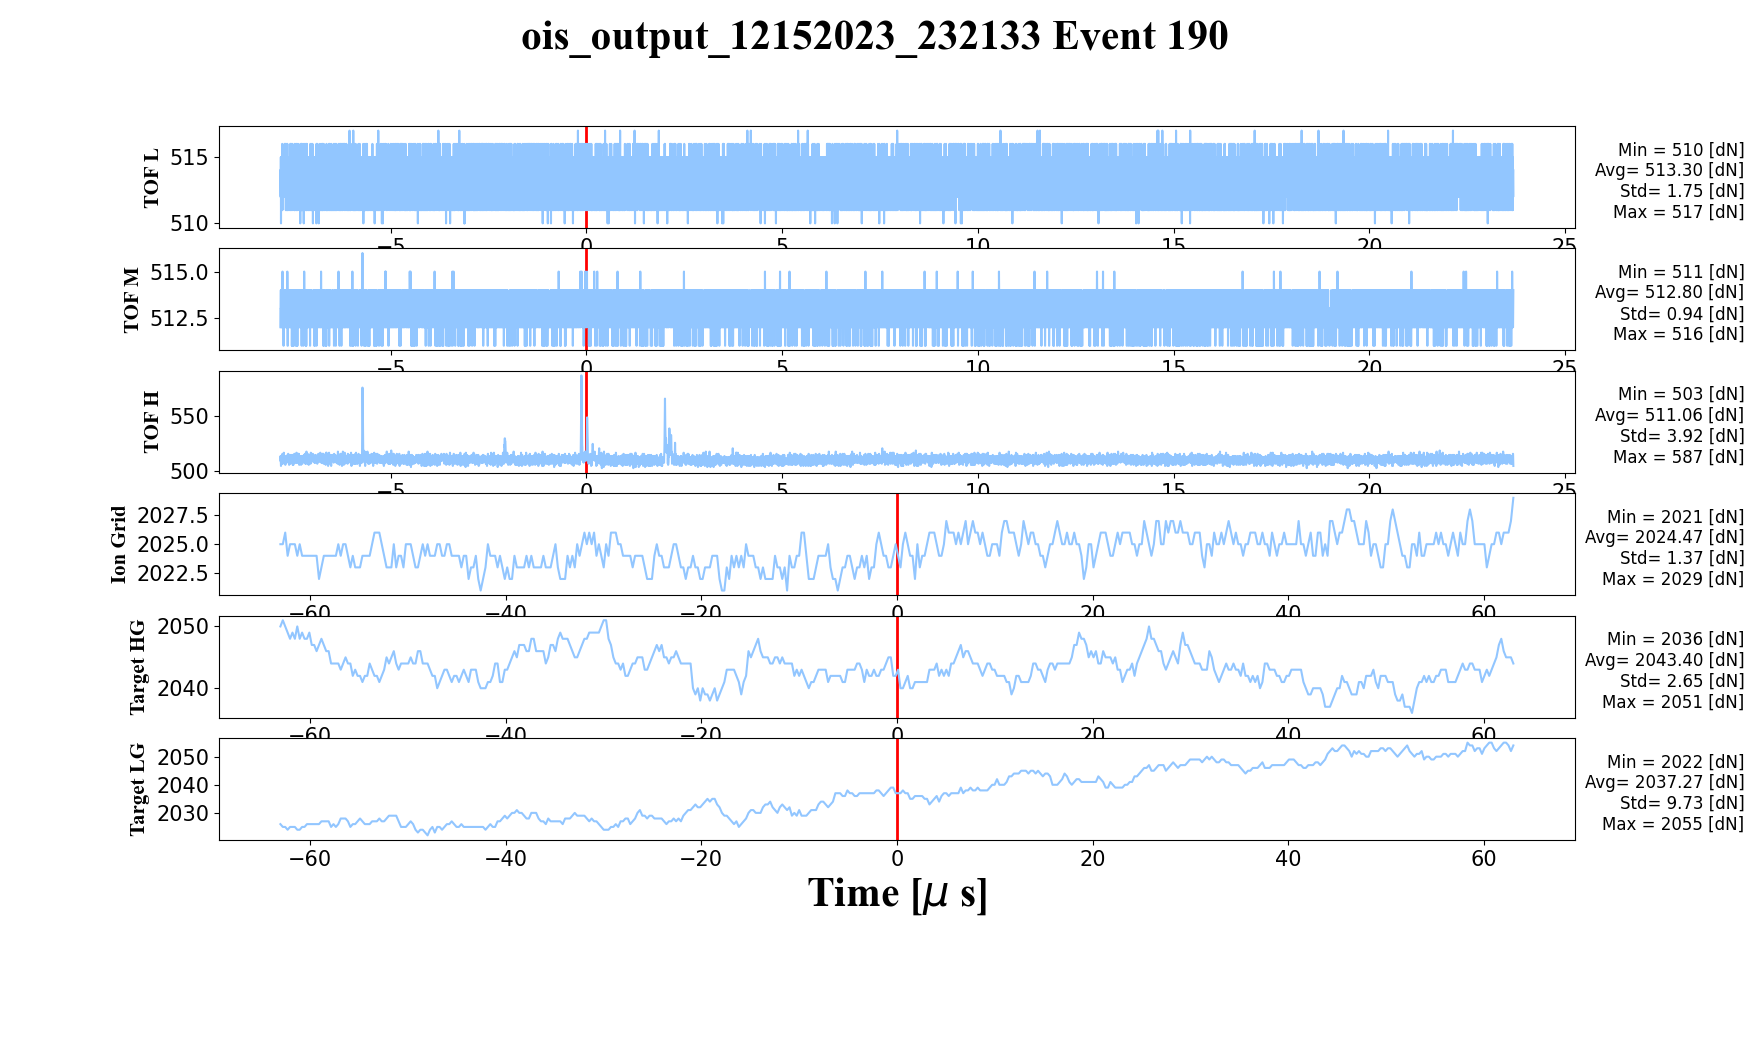 ois_output_12152023_232133 Event 190
TOF L
515
510
−5 0 5 10 15 20 25
Min = 510 [dN]
Avg= 513.30 [dN]
Std= 1.75 [dN]
Max = 517 [dN]
TOF M
515.0
512.5
−5 0 5 10 15 20 25
Min = 511 [dN]
Avg= 512.80 [dN]
Std= 0.94 [dN]
Max = 516 [dN]
TOF H
550
500
−5 0 5 10 15 20 25
Min = 503 [dN]
Avg= 511.06 [dN]
Std= 3.92 [dN]
Max = 587 [dN]
Ion Grid
2027.5
2025.0
2022.5
−60 −40 −20 0 20 40 60
Min = 2021 [dN]
Avg= 2024.47 [dN]
Std= 1.37 [dN]
Max = 2029 [dN]
Target HG
2050
2040
−60 −40 −20 0 20 40 60
Min = 2036 [dN]
Avg= 2043.40 [dN]
Std= 2.65 [dN]
Max = 2051 [dN]
Target LG
2050
2040
2030
−60 −40 −20 0 20 40 60
Min = 2022 [dN]
Avg= 2037.27 [dN]
Std= 9.73 [dN]
Max = 2055 [dN]
Time [μ s]